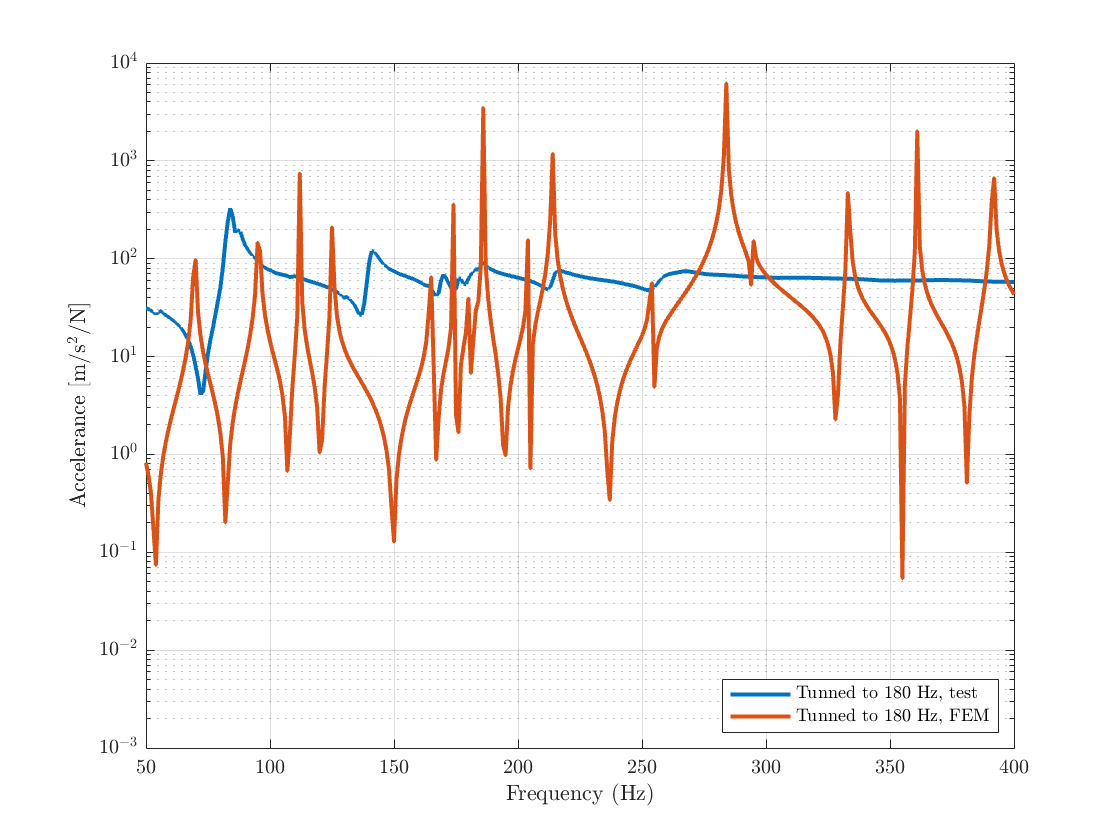 10^4
10^3
10^2
10^1
10^0
10^-1
10^-2
10^-3
Accelerance [m/s^2/N]
50 100 150 200 250 300 350 400
Frequency (Hz)
Tunned to 180 Hz, test
Tunned to 180 Hz, FEM